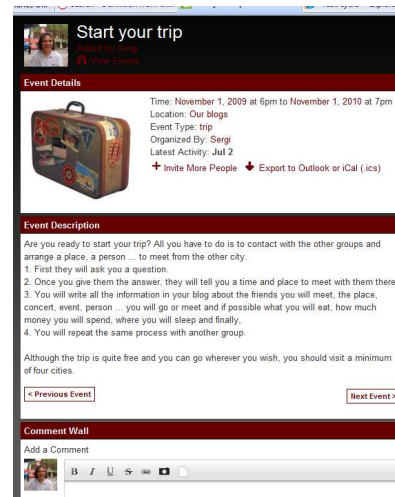 Start your trip
Added by Sergi
View Events
Event Details
Time: November 1, 2009 at 6pm to November 1, 2010 at 7pm
Location: Our blogs
Event Type: trip
Organized By: Sergi
Latest Activity: Jul 2
Invite More People Export to Outlook or iCal (.ics)
Event Description
Are you ready to start your trip? All you have to do is to contact with the other groups and
arrange a place, a person ... to meet from the other city.
1. First they will ask you a question.
2. Once you give them the answer, they will tell you a time and place to meet with them there
3. You will write all the information in your blog about the friends you will meet, the place,
concert, event, person ... you will go or meet and if possible what you will eat, how much
money you will spend, where you will sleep and finally,
4. You will repeat the same process with another group.
Although the trip is quite free and you can go wherever you wish, you should visit a minimum
of four cities.
< Previous Event Next Event >
Comment Wall
Add a Comment
B I U S